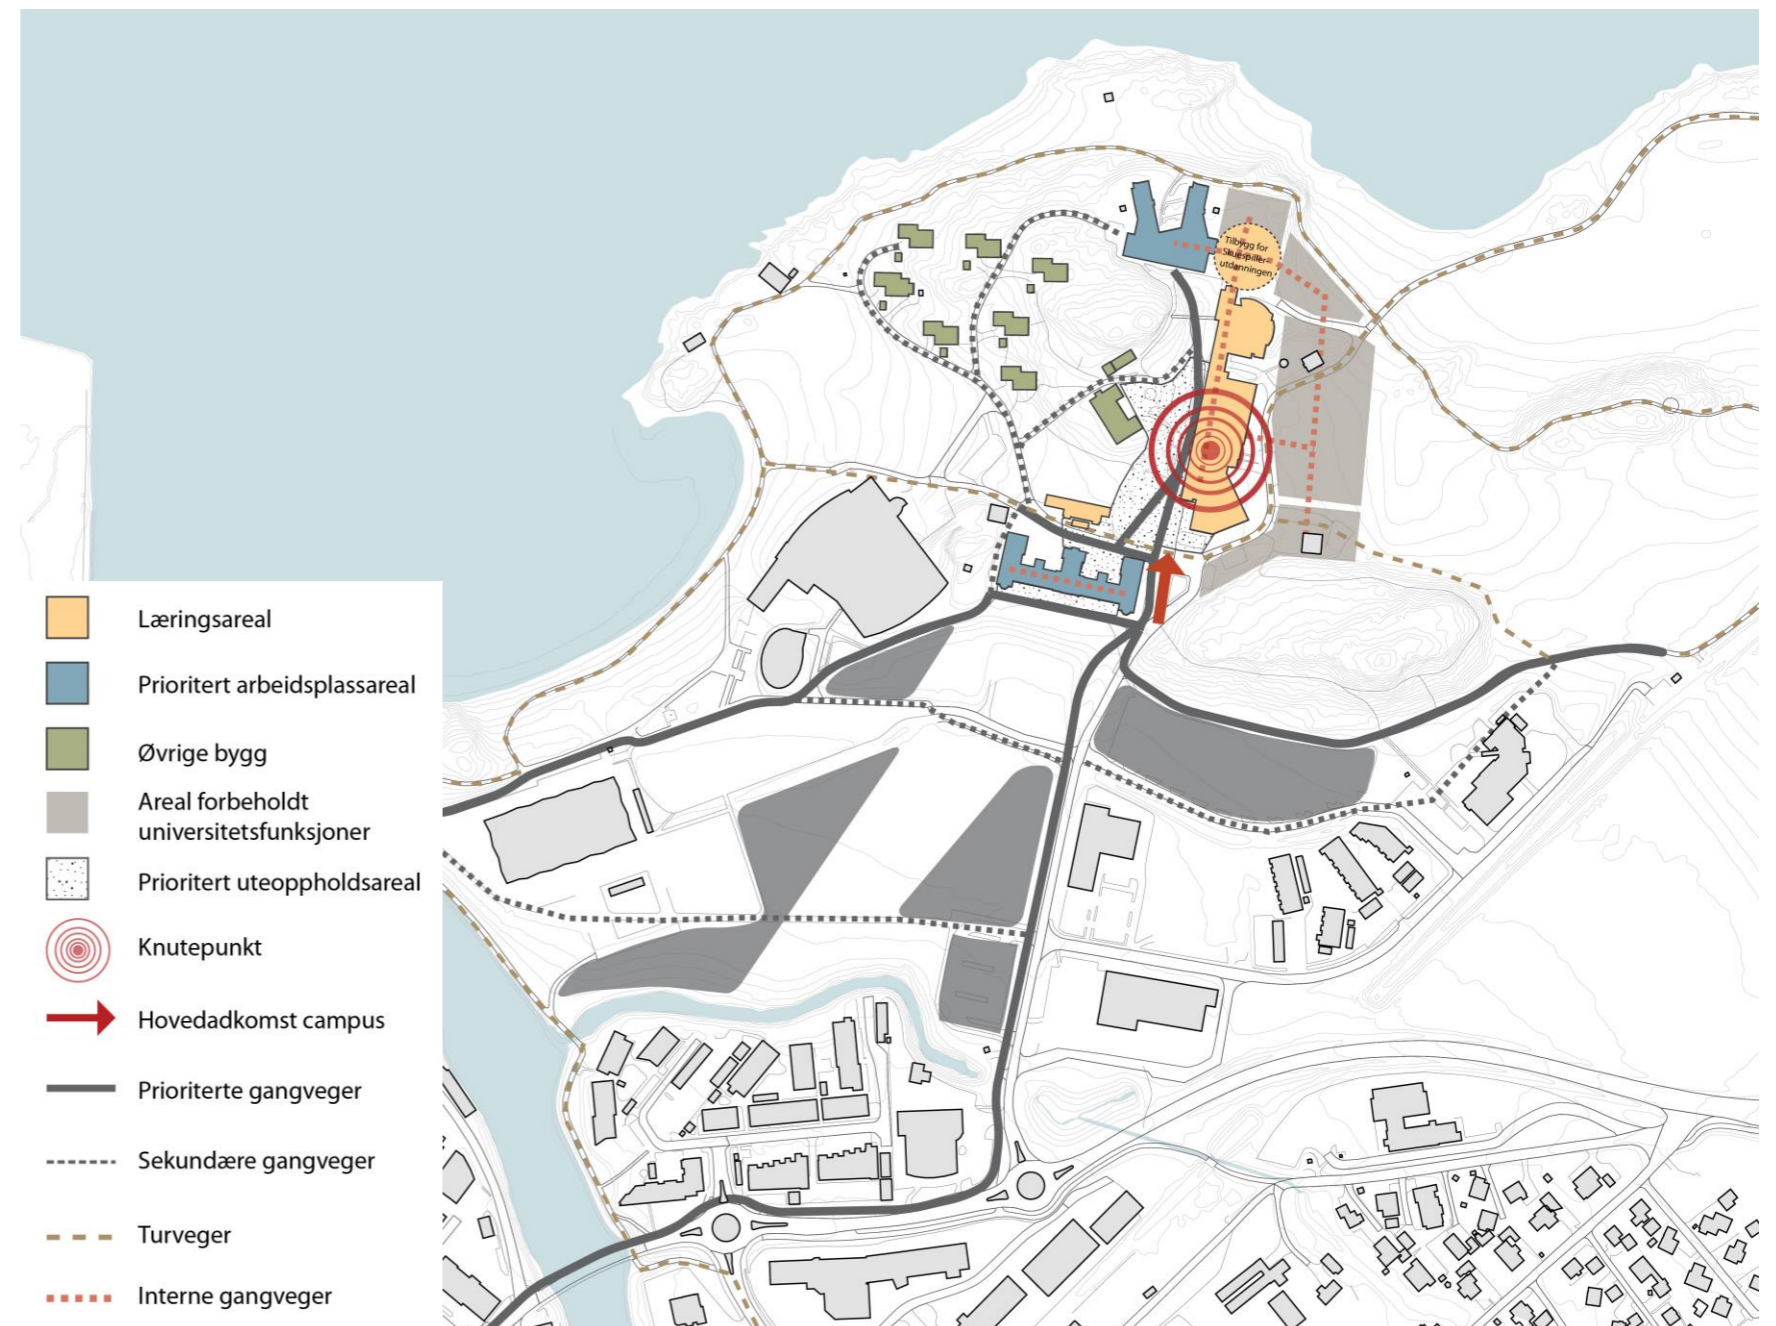 Tilbygg for
Skuespiller-
utdanningen
Læringsareal
Prioritert arbeidsplassareal
Øvrige bygg
Areal forbeholdt
universitetsfunksjoner
Prioritert uteoppholdsareal
Knutepunkt
Hovedadkomst campus
Prioriterte gangveger
Sekundære gangveger
Turveger
Interne gangveger